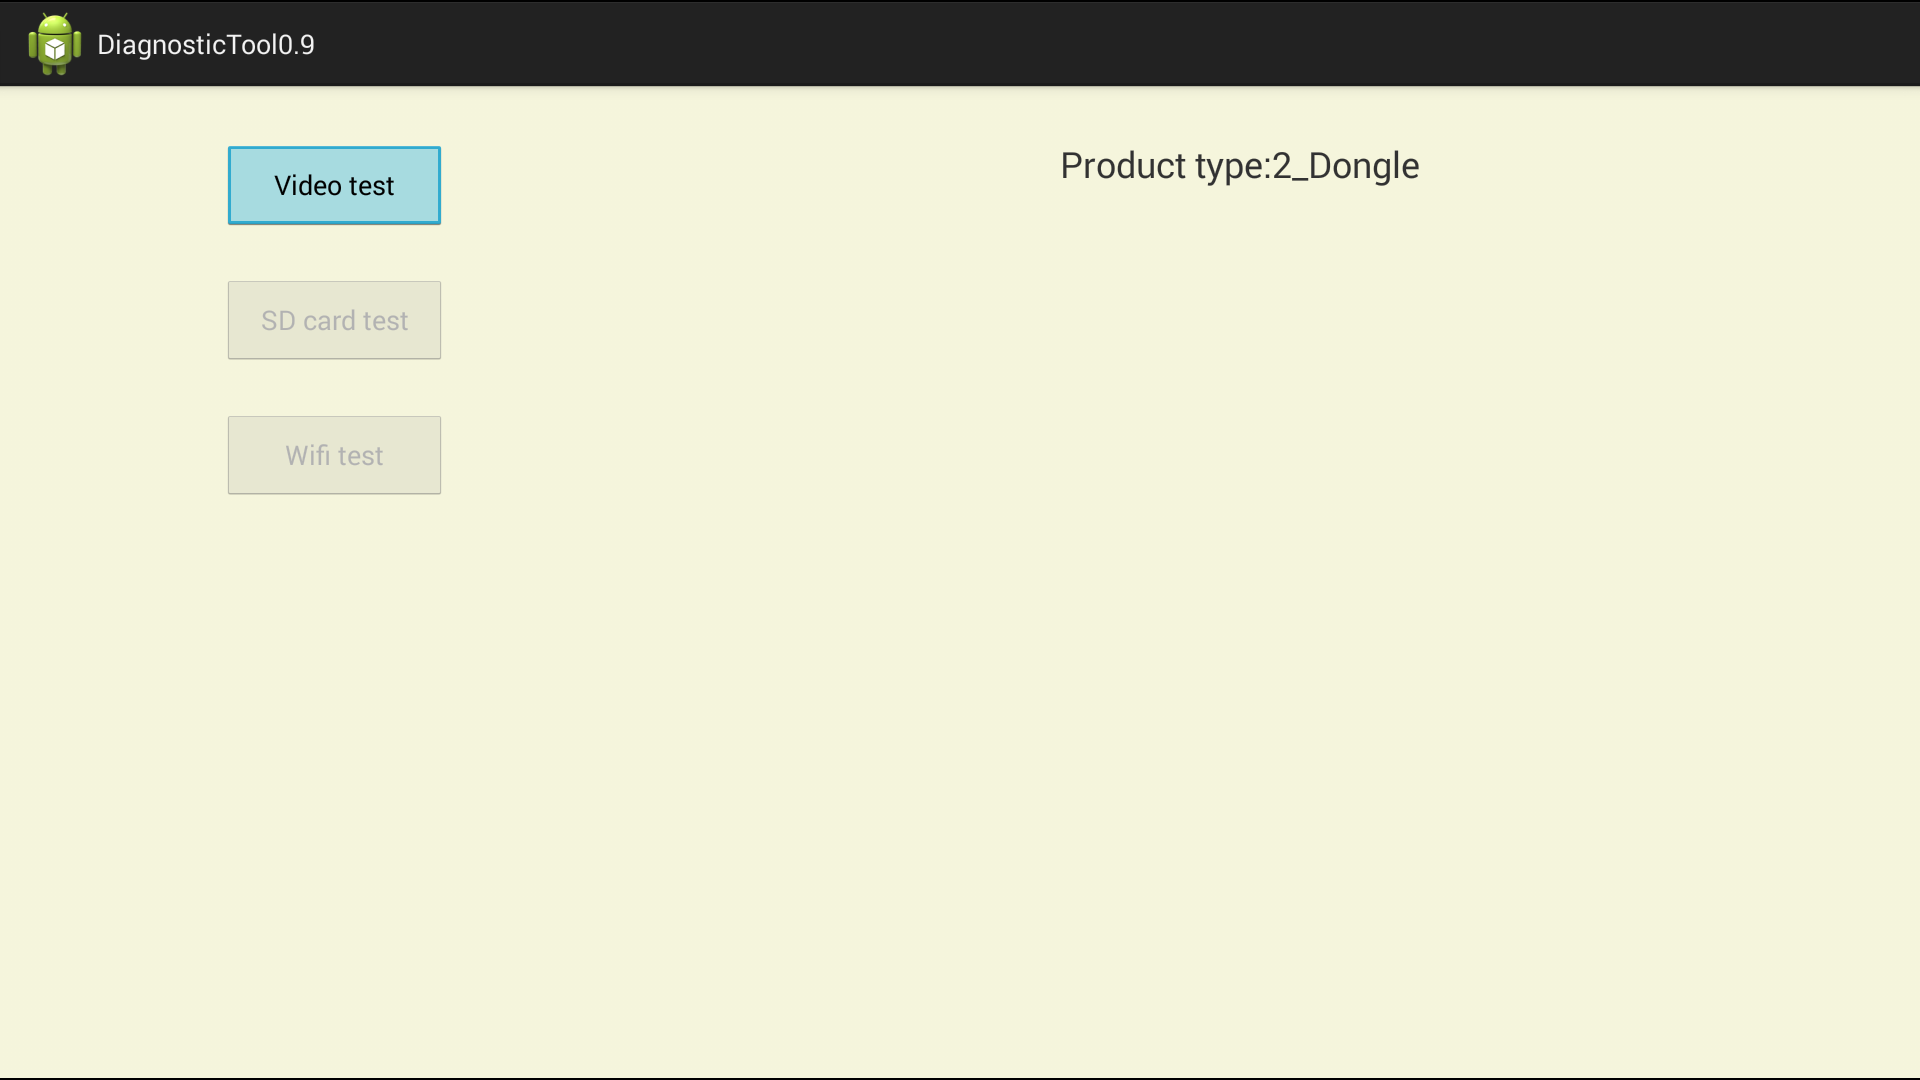 DiagnosticTool0.9
Video test
Product type:2_Dongle
SD card test
Wifi test